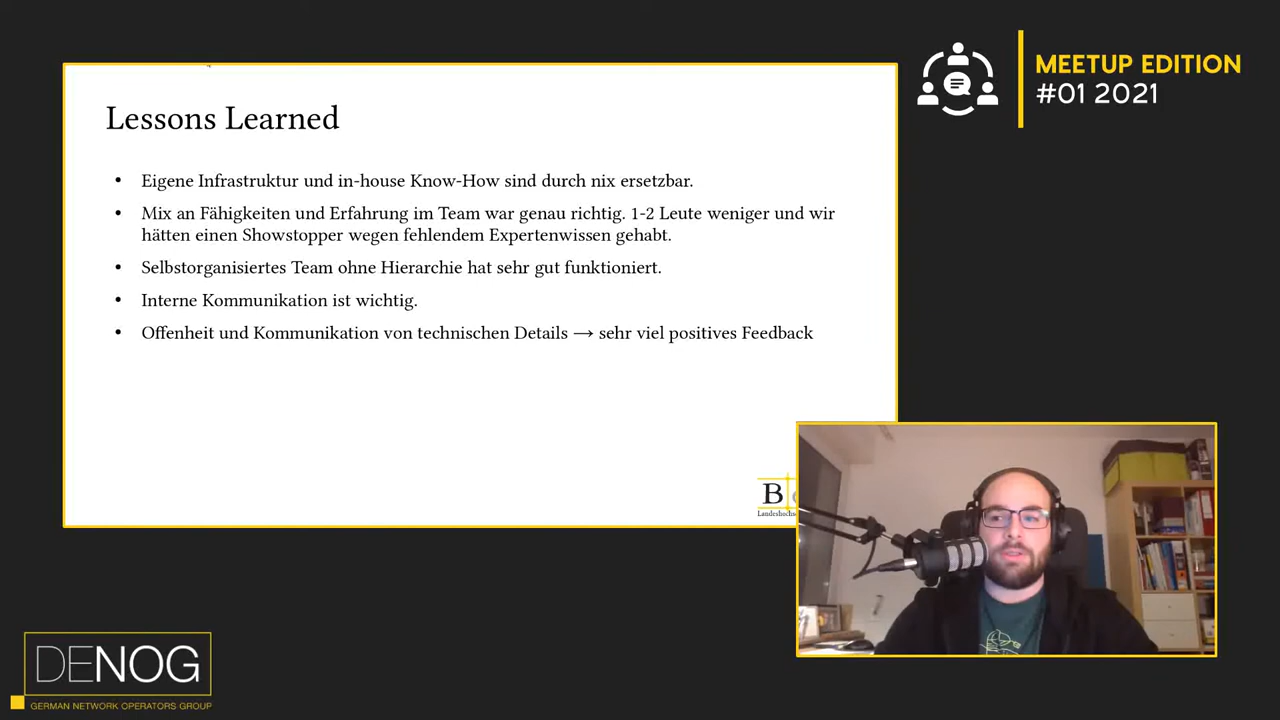 MEETUP EDITION
#01 2021
Lessons Learned
• Eigene Infrastruktur und in-house Know-How sind durch nix ersetzbar.
• Mix an Fähigkeiten und Erfahrung im Team war genau richtig. 1-2 Leute weniger und wir
hätten einen Showstopper wegen fehlendem Expertenwissen gehabt.
• Selbstorganisiertes Team ohne Hierarchie hat sehr gut funktioniert.
• Interne Kommunikation ist wichtig.
• Offenheit und Kommunikation von technischen Details → sehr viel positives Feedback
B
DENOG
GERMAN NETWORK OPERATORS GROUP